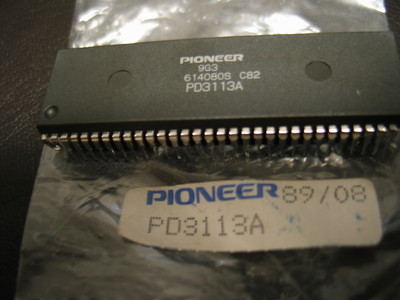 PIONEER
9G3
614080S C82
PD3113A
PIONEER 89/08
PD3113A